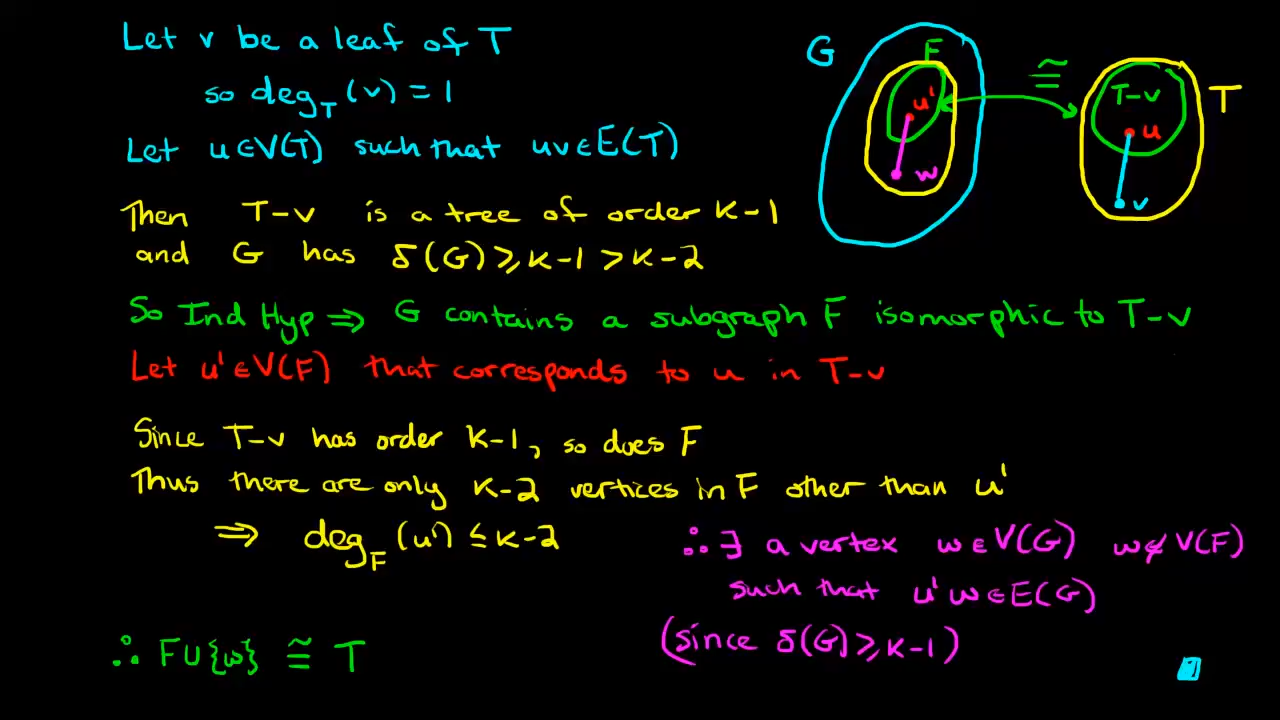 Let v be a leaf of T
so deg_T (v) = 1
Let u∈V(T) such that uv∈E(T)
Then T-v is a tree of order k-1
and G has δ(G) ≥ k-1 > k-2
So Ind Hyp ⇒ G contains a subgraph F isomorphic to T-v
Let u'∈V(F) that corresponds to u in T-v
Since T-v has order k-1, so does F
Thus there are only k-2 vertices in F other than u'
⇒ deg_F (u') ≤ k-2
∴ ∃ a vertex w∈V(G) w∉V(F)
such that u'w∈E(G)
(since δ(G) ≥ k-1)
∴ F∪{w} ≅ T
G
F
u'
w
≅
T-v
T
u
v